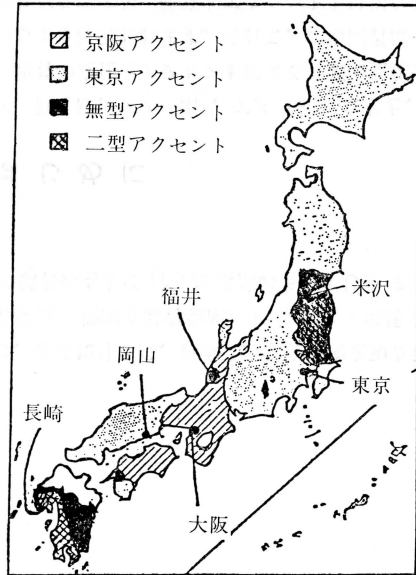 京阪アクセント
東京アクセント
無型アクセント
二型アクセント
福井
米沢
岡山
東京
長崎
大阪